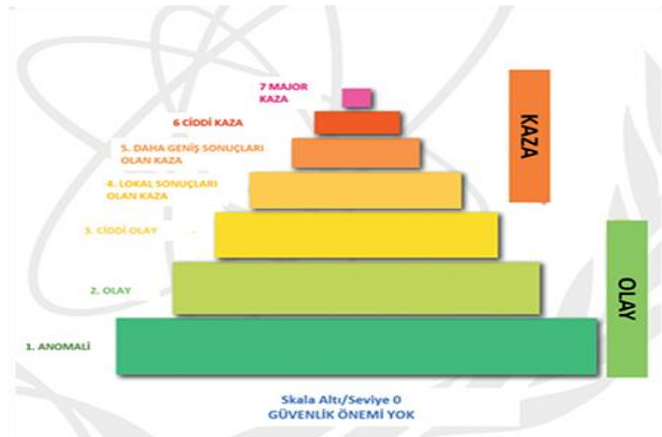 7 MAJOR
KAZA
6 CİDDİ KAZA
5. DAHA GENİŞ SONUÇLARI
OLAN KAZA
4. LOKAL SONUÇLARI
OLAN KAZA
3. CİDDİ OLAY
2. OLAY
1. ANOMALİ
KAZA
OLAY
Skala Altı/Seviye 0
GÜVENLİK ÖNEMİ YOK